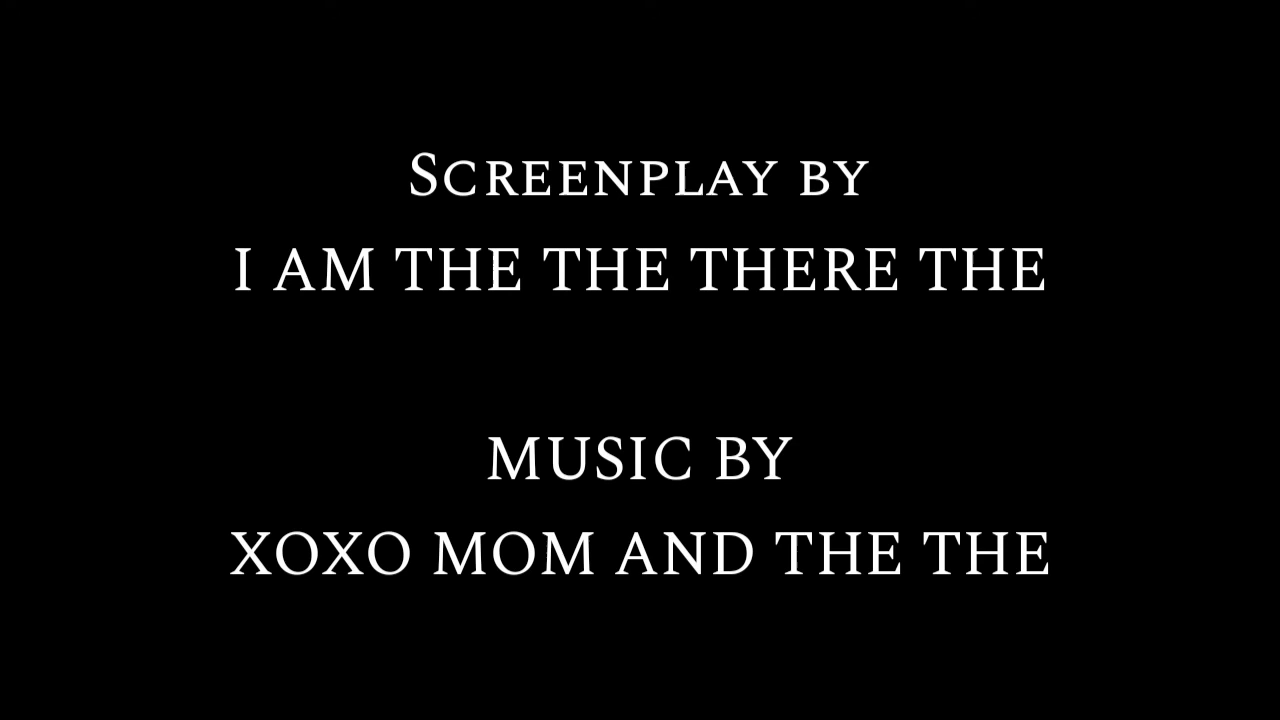 Screenplay by
I AM THE THE THERE THE
MUSIC BY
XOXO MOM AND THE THE